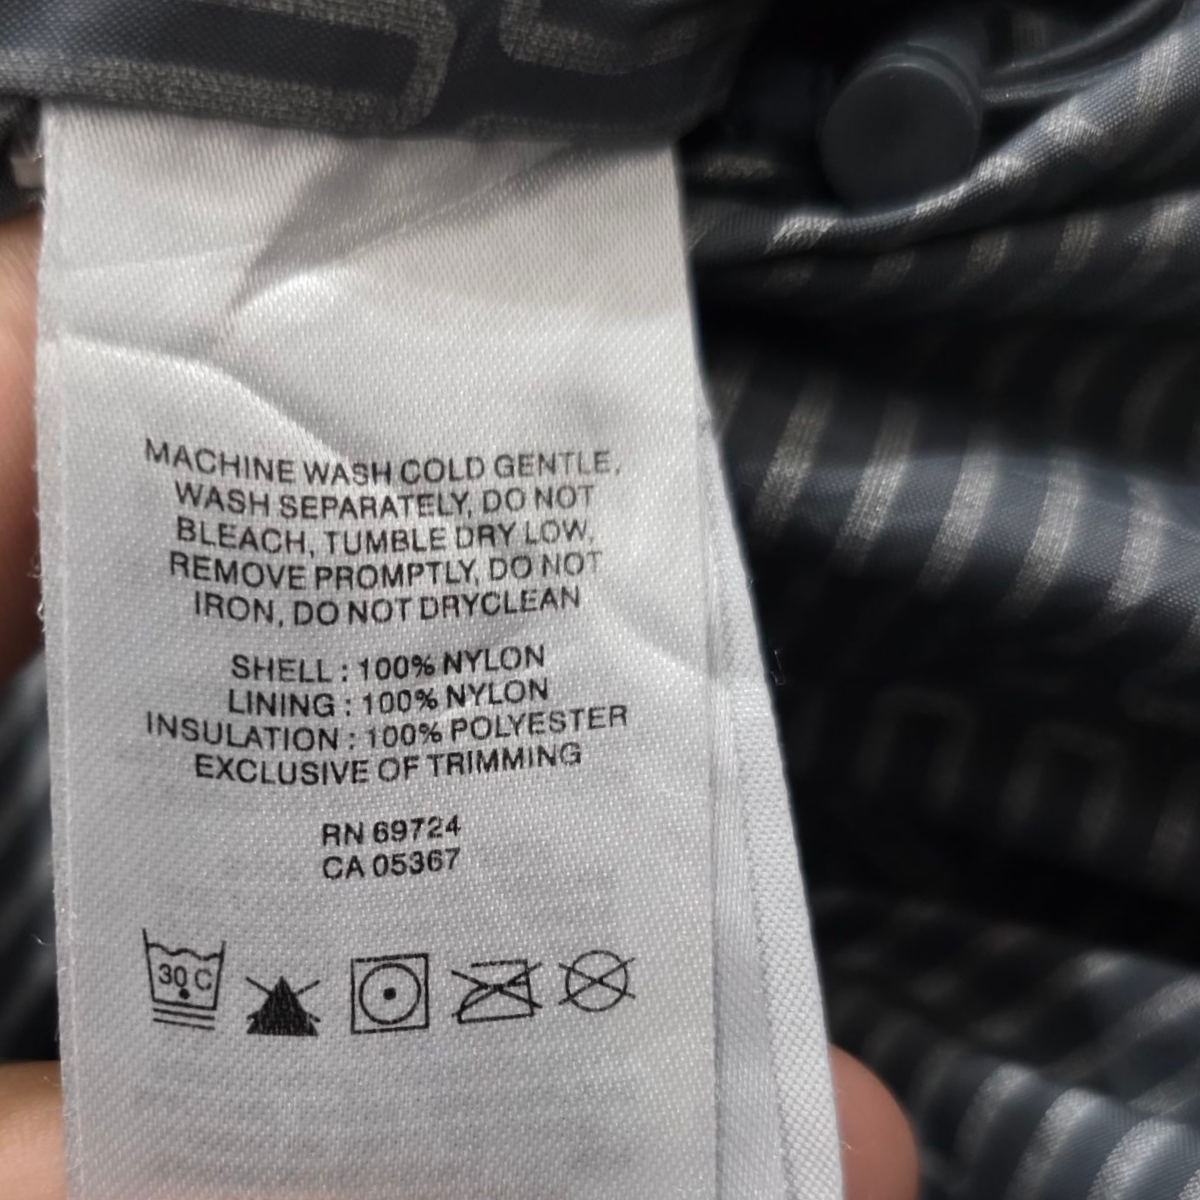 MACHINE WASH COLD GENTLE,
WASH SEPARATELY, DO NOT
BLEACH, TUMBLE DRY LOW,
REMOVE PROMPTLY, DO NOT
IRON, DO NOT DRYCLEAN
SHELL : 100% NYLON
LINING : 100% NYLON
INSULATION : 100% POLYESTER
EXCLUSIVE OF TRIMMING
RN 69724
CA 05367
30 C